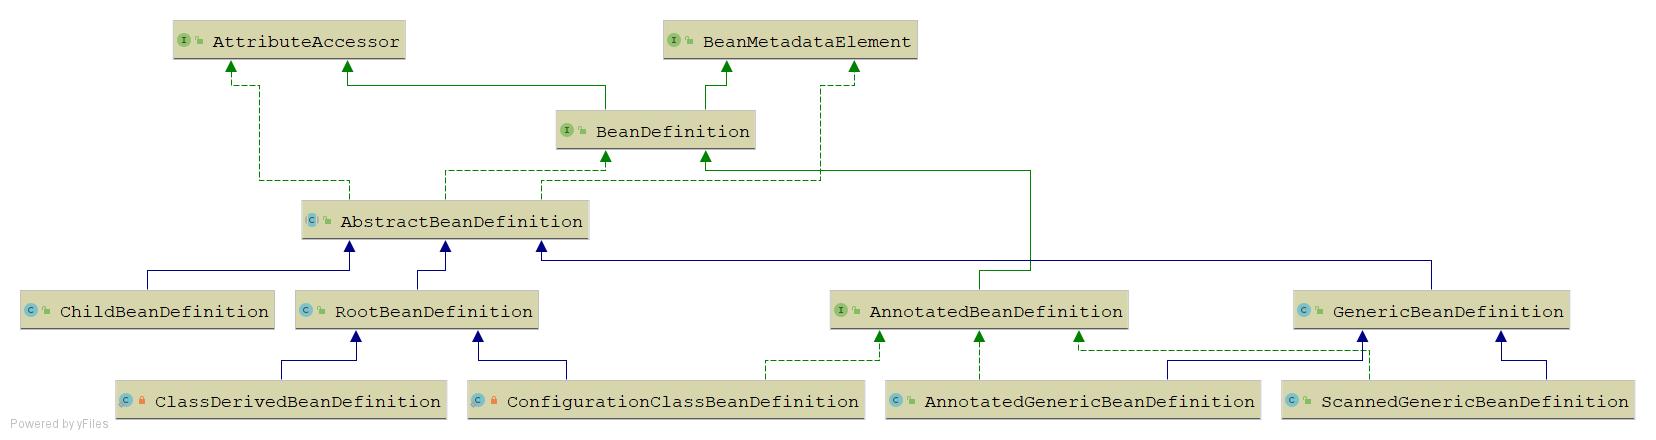 AttributeAccessor
BeanMetadataElement
BeanDefinition
AbstractBeanDefinition
ChildBeanDefinition
RootBeanDefinition
AnnotatedBeanDefinition
GenericBeanDefinition
ClassDerivedBeanDefinition
ConfigurationClassBeanDefinition
AnnotatedGenericBeanDefinition
ScannedGenericBeanDefinition
Powered by yFiles